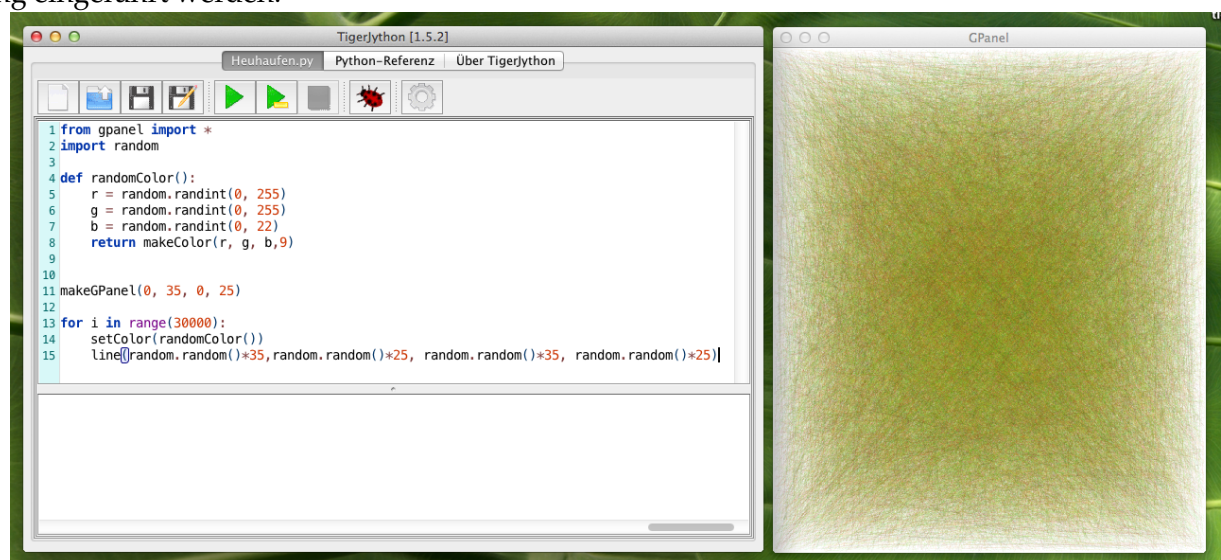 ng eingeführt werden.
TigerJython [1.5.2]
GPanel
Heuhaufen.py Python-Referenz Über TigerJython
1 from gpanel import *
2 import random
3
4 def randomColor():
5     r = random.randint(0, 255)
6     g = random.randint(0, 255)
7     b = random.randint(0, 22)
8     return makeColor(r, g, b,9)
9
10
11 makeGPanel(0, 35, 0, 25)
12
13 for i in range(30000):
14     setColor(randomColor())
15     line(random.random()*35,random.random()*25, random.random()*35, random.random()*25)